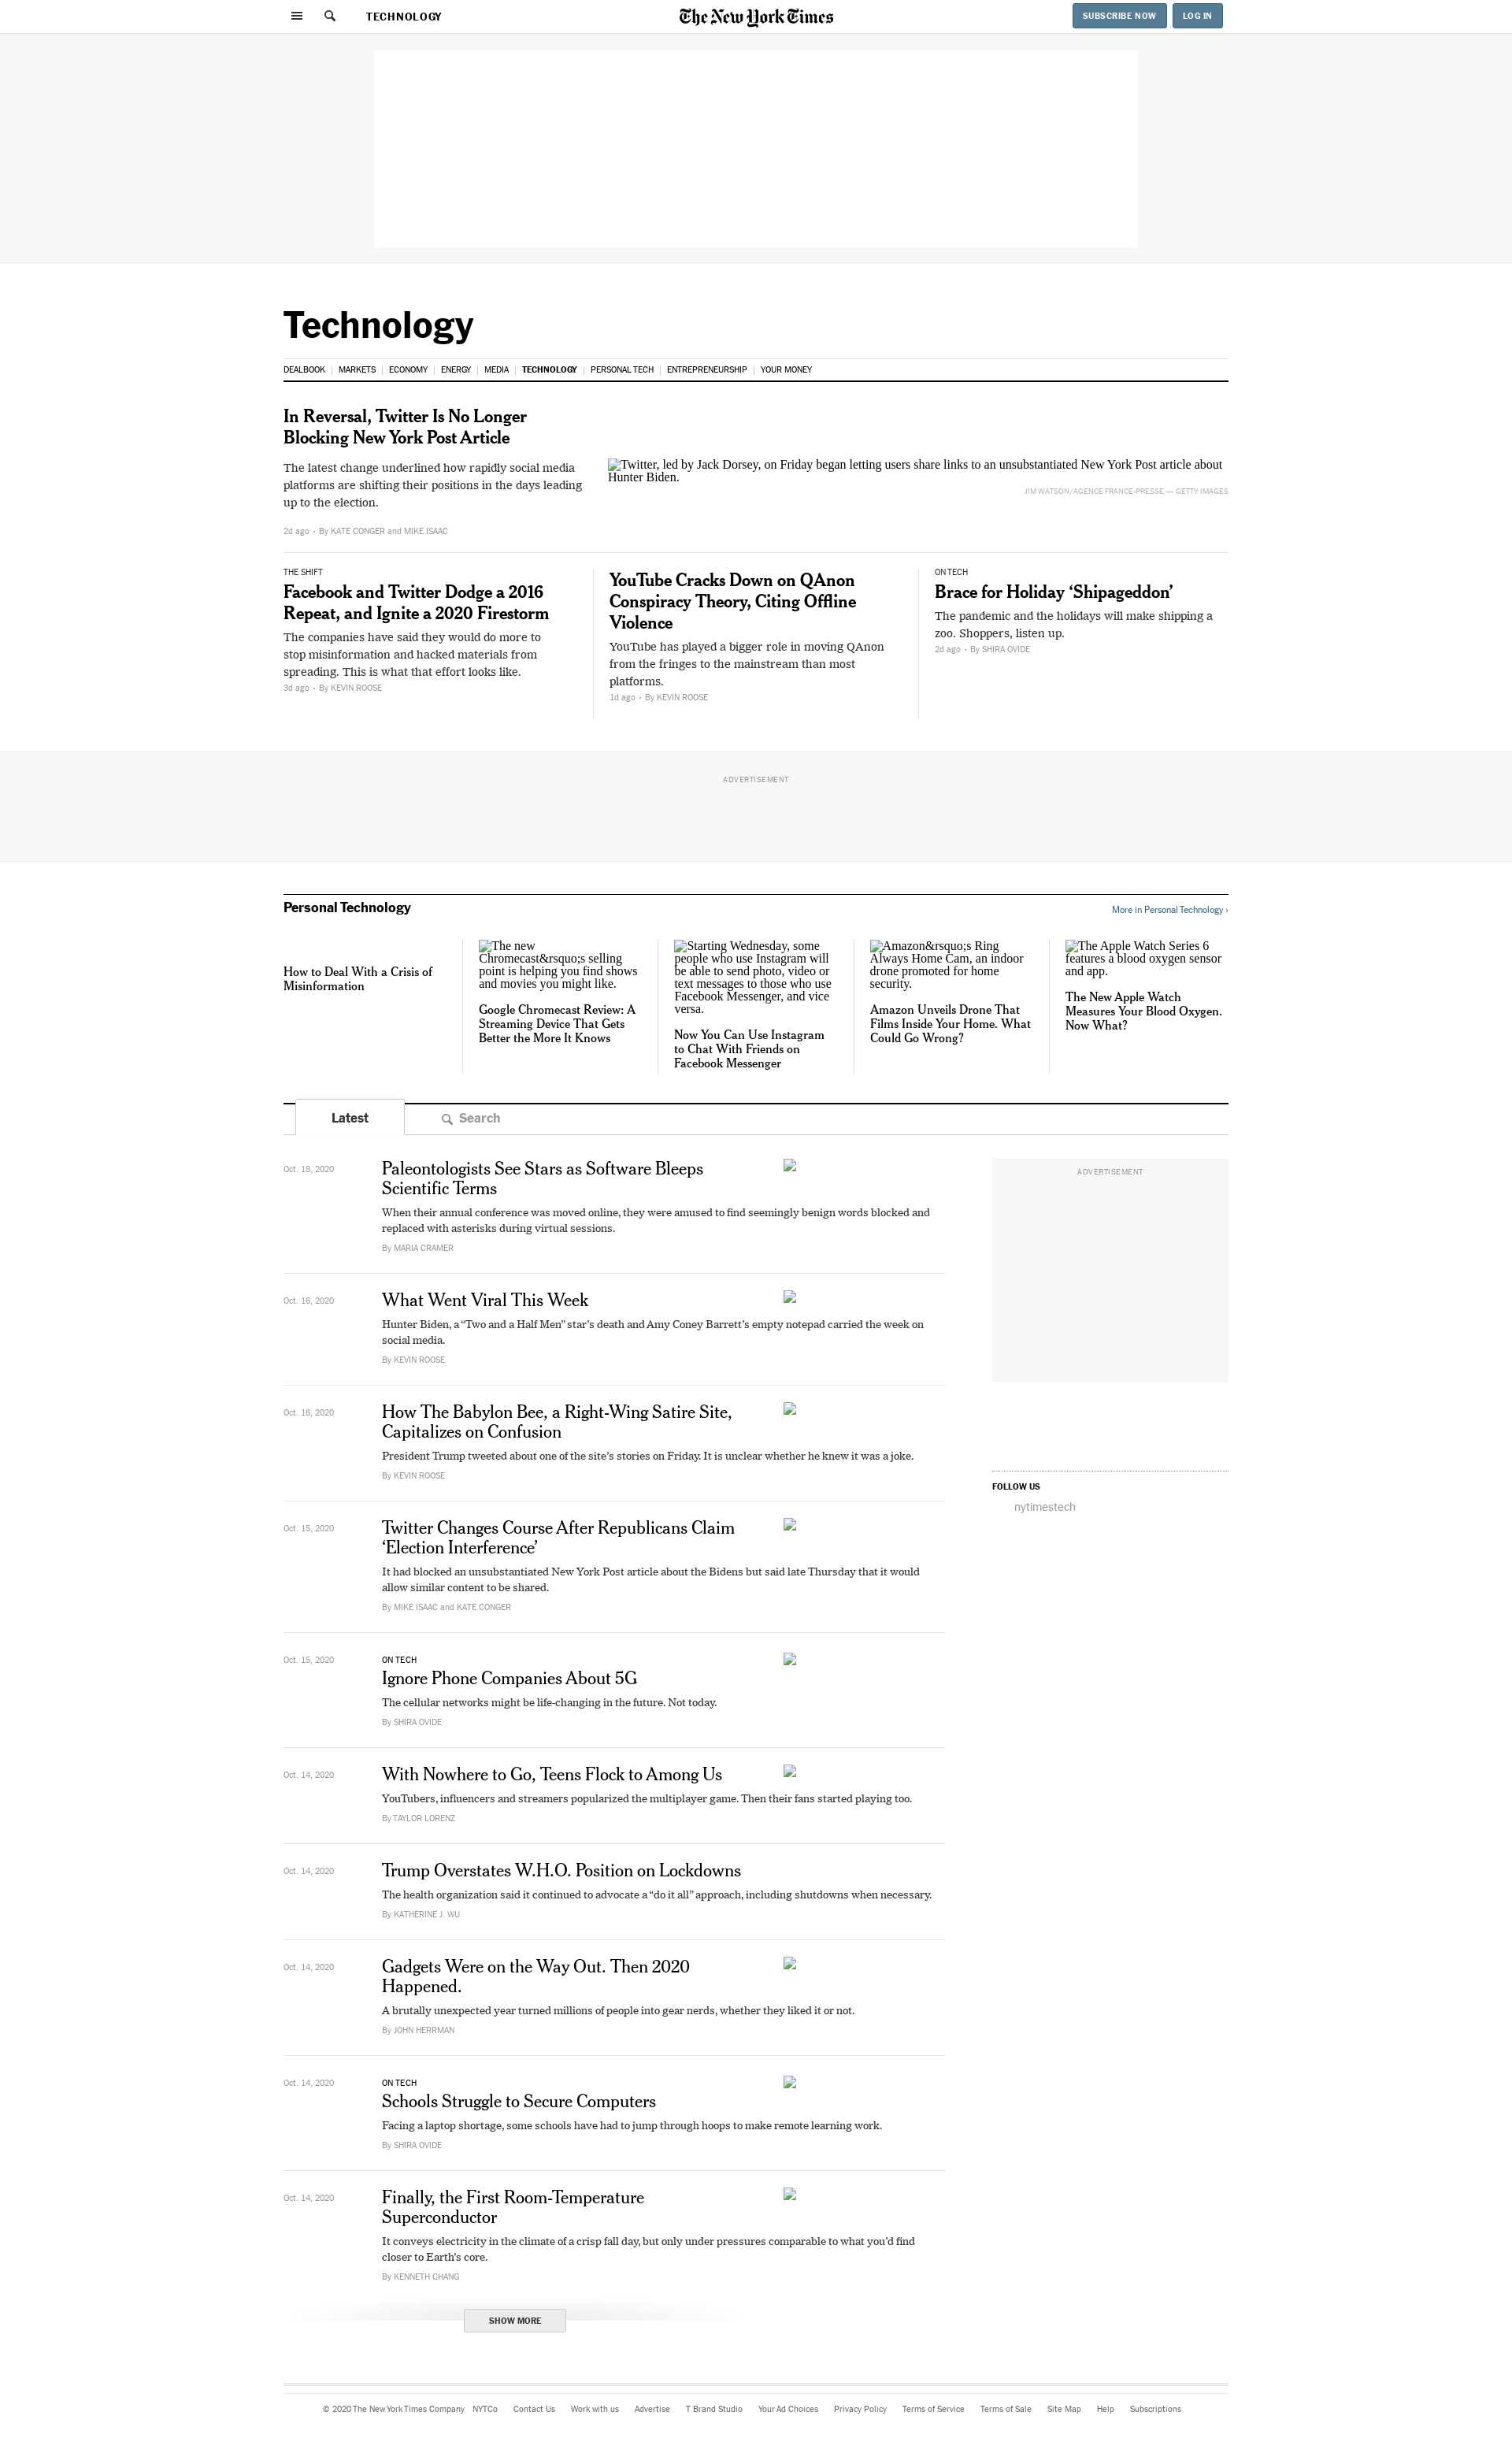 TECHNOLOGY
The New York Times
SUBSCRIBE NOW
LOG IN
Technology
DEALBOOK | MARKETS | ECONOMY | ENERGY | MEDIA | TECHNOLOGY | PERSONAL TECH | ENTREPRENEURSHIP | YOUR MONEY
In Reversal, Twitter Is No Longer
Blocking New York Post Article
The latest change underlined how rapidly social media
platforms are shifting their positions in the days leading
up to the election.
2d ago • By KATE CONGER and MIKE ISAAC
Twitter, led by Jack Dorsey, on Friday began letting users share links to an unsubstantiated New York Post article about
Hunter Biden.
JIM WATSON/AGENCE FRANCE-PRESSE — GETTY IMAGES
THE SHIFT
Facebook and Twitter Dodge a 2016
Repeat, and Ignite a 2020 Firestorm
The companies have said they would do more to
stop misinformation and hacked materials from
spreading. This is what that effort looks like.
3d ago • By KEVIN ROOSE
YouTube Cracks Down on QAnon
Conspiracy Theory, Citing Offline
Violence
YouTube has played a bigger role in moving QAnon
from the fringes to the mainstream than most
platforms.
1d ago • By KEVIN ROOSE
ON TECH
Brace for Holiday ‘Shipageddon’
The pandemic and the holidays will make shipping a
zoo. Shoppers, listen up.
2d ago • By SHIRA OVIDE
ADVERTISEMENT
Personal Technology
More in Personal Technology ›
How to Deal With a Crisis of
Misinformation
The new
Chromecast&rsquo;s selling
point is helping you find shows
and movies you might like.
Google Chromecast Review: A
Streaming Device That Gets
Better the More It Knows
Starting Wednesday, some
people who use Instagram will
be able to send photo, video or
text messages to those who use
Facebook Messenger, and vice
versa.
Now You Can Use Instagram
to Chat With Friends on
Facebook Messenger
Amazon&rsquo;s Ring
Always Home Cam, an indoor
drone promoted for home
security.
Amazon Unveils Drone That
Films Inside Your Home. What
Could Go Wrong?
The Apple Watch Series 6
features a blood oxygen sensor
and app.
The New Apple Watch
Measures Your Blood Oxygen.
Now What?
Latest
Search
Oct. 18, 2020
Paleontologists See Stars as Software Bleeps
Scientific Terms
When their annual conference was moved online, they were amused to find seemingly benign words blocked and
replaced with asterisks during virtual sessions.
By MARIA CRAMER
ADVERTISEMENT
Oct. 16, 2020
What Went Viral This Week
Hunter Biden, a “Two and a Half Men” star’s death and Amy Coney Barrett’s empty notepad carried the week on
social media.
By KEVIN ROOSE
Oct. 16, 2020
How The Babylon Bee, a Right-Wing Satire Site,
Capitalizes on Confusion
President Trump tweeted about one of the site’s stories on Friday. It is unclear whether he knew it was a joke.
By KEVIN ROOSE
FOLLOW US
nytimestech
Oct. 15, 2020
Twitter Changes Course After Republicans Claim
‘Election Interference’
It had blocked an unsubstantiated New York Post article about the Bidens but said late Thursday that it would
allow similar content to be shared.
By MIKE ISAAC and KATE CONGER
Oct. 15, 2020
ON TECH
Ignore Phone Companies About 5G
The cellular networks might be life-changing in the future. Not today.
By SHIRA OVIDE
Oct. 14, 2020
With Nowhere to Go, Teens Flock to Among Us
YouTubers, influencers and streamers popularized the multiplayer game. Then their fans started playing too.
By TAYLOR LORENZ
Oct. 14, 2020
Trump Overstates W.H.O. Position on Lockdowns
The health organization said it continued to advocate a “do it all” approach, including shutdowns when necessary.
By KATHERINE J. WU
Oct. 14, 2020
Gadgets Were on the Way Out. Then 2020
Happened.
A brutally unexpected year turned millions of people into gear nerds, whether they liked it or not.
By JOHN HERRMAN
Oct. 14, 2020
ON TECH
Schools Struggle to Secure Computers
Facing a laptop shortage, some schools have had to jump through hoops to make remote learning work.
By SHIRA OVIDE
Oct. 14, 2020
Finally, the First Room-Temperature
Superconductor
It conveys electricity in the climate of a crisp fall day, but only under pressures comparable to what you’d find
closer to Earth’s core.
By KENNETH CHANG
SHOW MORE
© 2020 The New York Times Company NYTCo Contact Us Work with us Advertise T Brand Studio Your Ad Choices Privacy Policy Terms of Service Terms of Sale Site Map Help Subscriptions